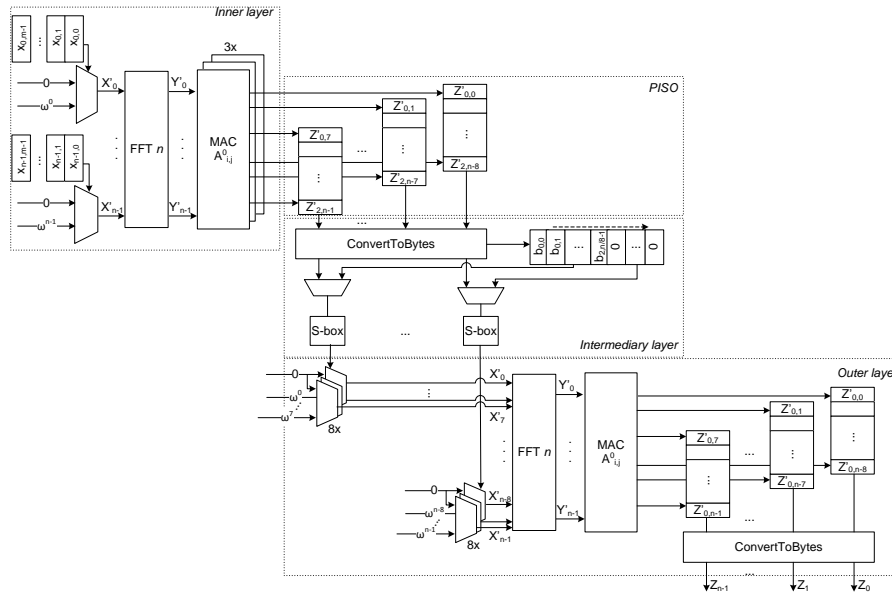 Inner layer
x0,m-1 ... x0,1 x0,0
3x
0 X'0 Y'0
ω0
FFT n
MAC
A0i,j
xn-1,m-1 ... xn-1,1 xn-1,0
0 X'n-1 Y'n-1
ωn-1
PISO
Z'0,0
Z'0,1
Z'0,7
...
Z'2,n-8
Z'2,n-7
Z'2,n-1
...
ConvertToBytes
b0,0 b0,1 ... b2,n/8-1 0 ... 0
S-box ... S-box
Intermediary layer
Outer laye
0 X'0 Y'0
ω0
ω7 X'7
8x
FFT n
MAC
A0i,j
0 X'n-8 Y'n-1
ωn-8
ωn-1 X'n-1
8x
Z'0,0
Z'0,1
Z'0,7
...
Z'0,n-8
Z'0,n-7
Z'0,n-1
...
ConvertToBytes
...
Zn-1 Z1 Z0